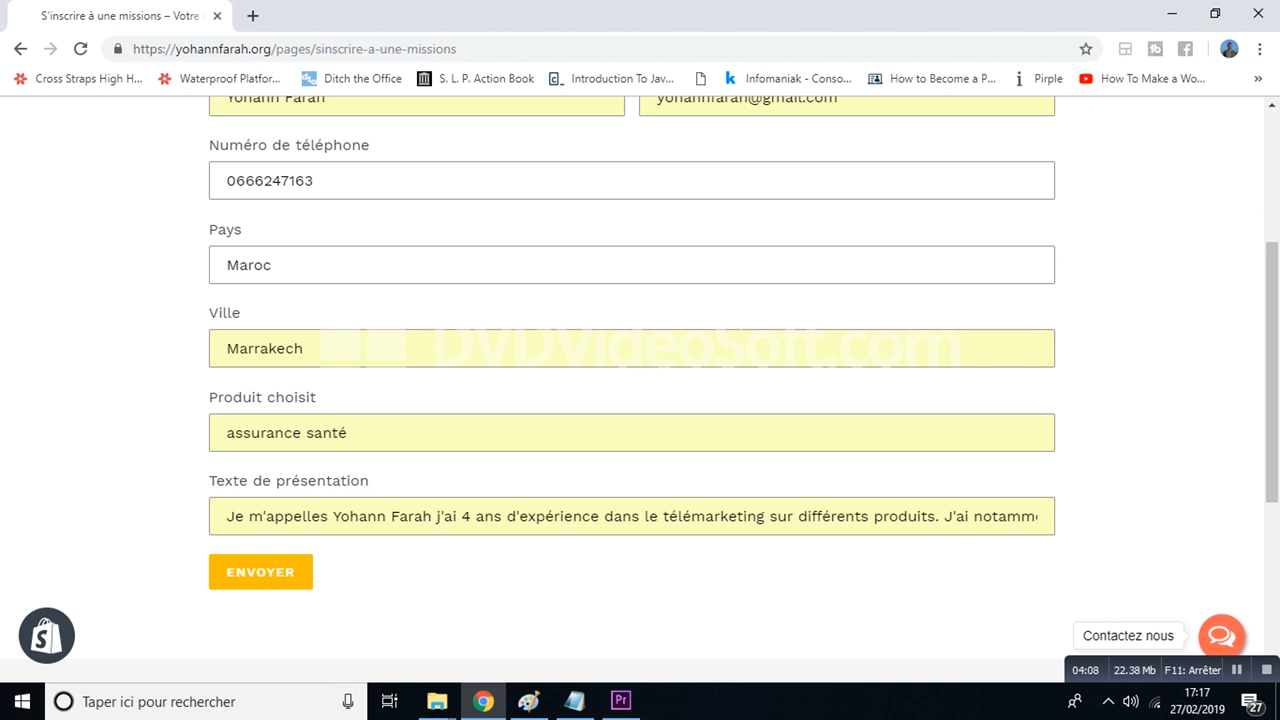 S'inscrire à une missions – Votre
https://yohannfarah.org/pages/sinscrire-a-une-missions
Cross Straps High H... Waterproof Platfor... Ditch the Office S. L. P. Action Book Introduction To Jav... Infomaniak - Conso... How to Become a P... Pirple How To Make a Wo... »
Yohann Farah yohannfarah@gmail.com
Numéro de téléphone
0666247163
Pays
Maroc
Ville
Marrakech
DVDVideoSoft.com
Produit choisit
assurance santé
Texte de présentation
Je m'appelles Yohann Farah j'ai 4 ans d'expérience dans le télémarketing sur différents produits. J'ai notamme
ENVOYER
Contactez nous
04:08 22.38 Mb F11: Arrêter
Taper ici pour rechercher
Pr
17:17
27/02/2019
27